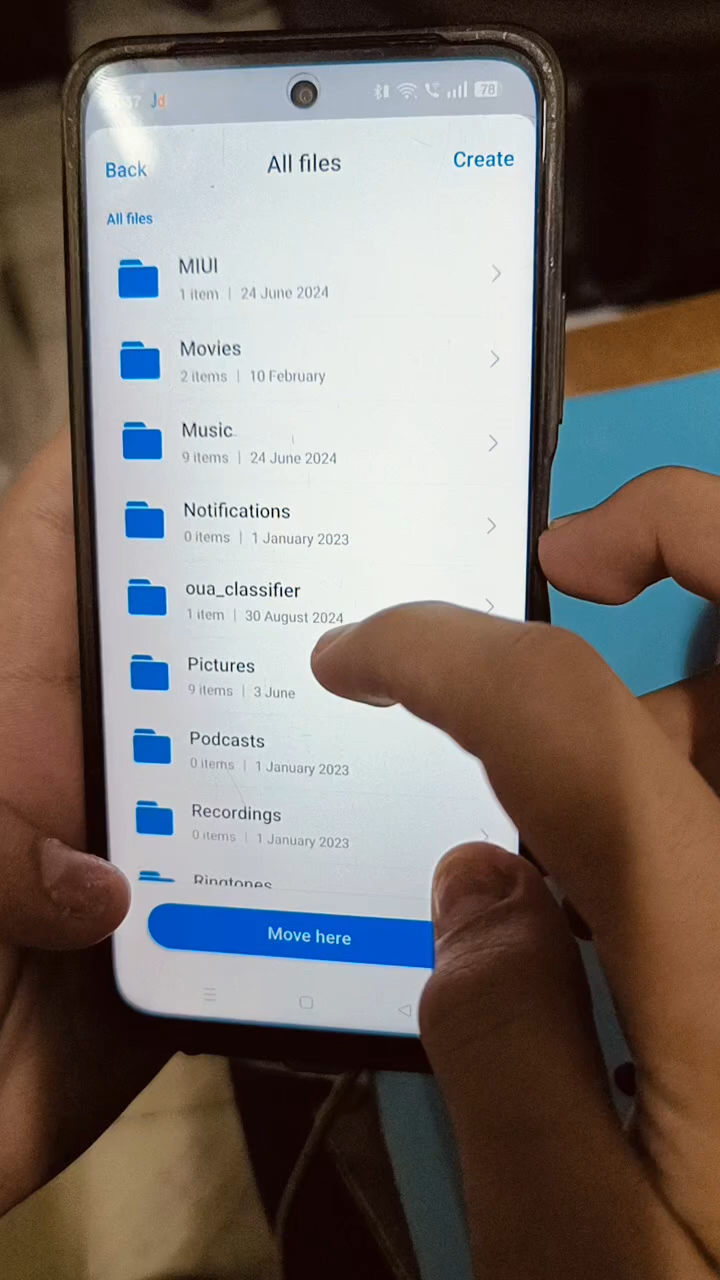 Jd 78
Back All files Create
All files
MIUI
1 item | 24 June 2024
Movies
2 items | 10 February
Music
9 items | 24 June 2024
Notifications
0 items | 1 January 2023
oua_classifier
1 item | 30 August 2024
Pictures
9 items | 3 June
Podcasts
0 items | 1 January 2023
Recordings
0 items | 1 January 2023
Ringtones
Move here